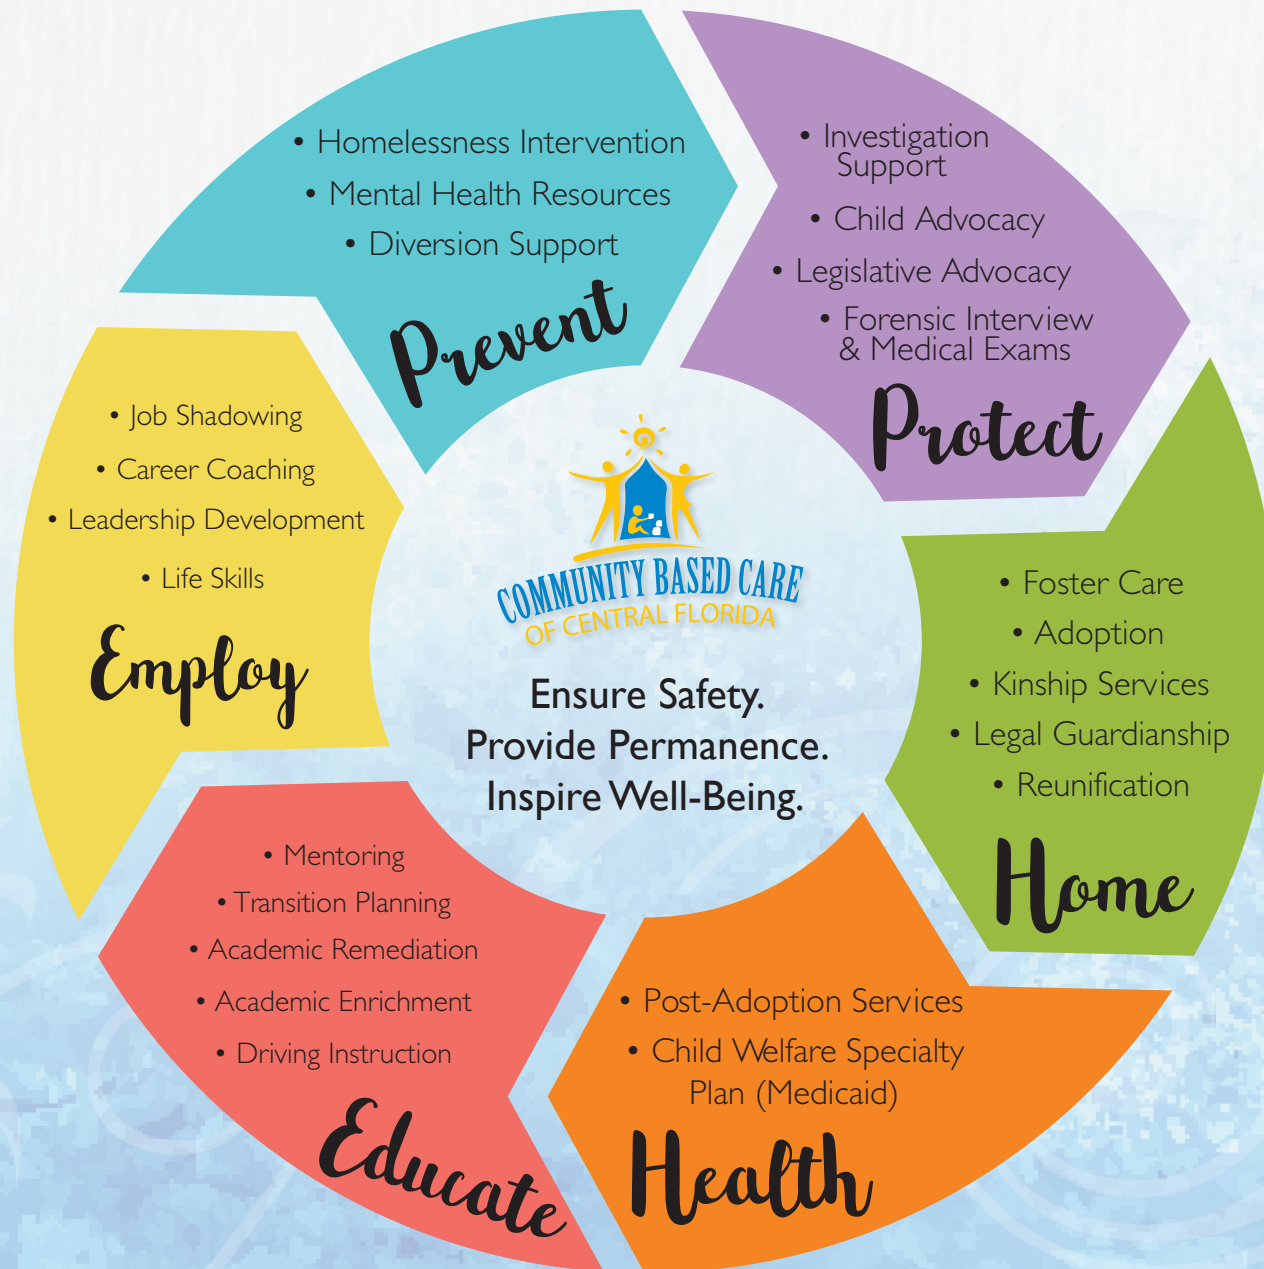 • Homelessness Intervention
• Mental Health Resources
• Diversion Support
Prevent
• Investigation
Support
• Child Advocacy
• Legislative Advocacy
• Forensic Interview
& Medical Exams
Protect
• Foster Care
• Adoption
• Kinship Services
• Legal Guardianship
• Reunification
Home
• Post-Adoption Services
• Child Welfare Specialty
Plan (Medicaid)
Health
• Mentoring
• Transition Planning
• Academic Remediation
• Academic Enrichment
• Driving Instruction
Educate
• Job Shadowing
• Career Coaching
• Leadership Development
• Life Skills
Employ
COMMUNITY BASED CARE
OF CENTRAL FLORIDA
Ensure Safety.
Provide Permanence.
Inspire Well-Being.